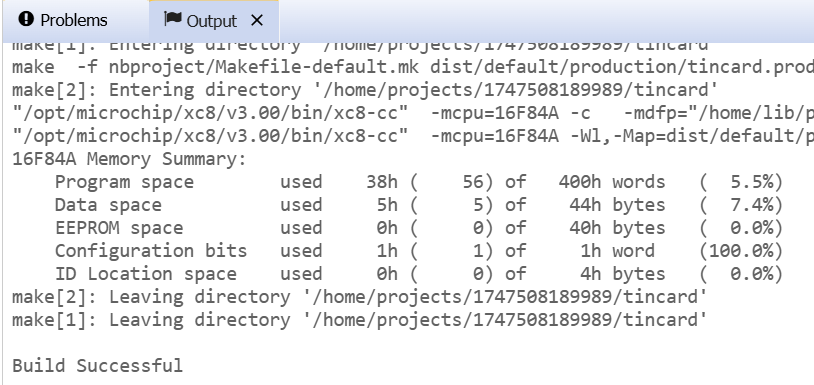 Problems
Output
make[1]: Entering directory '/home/projects/1747508189989/tincard'
make  -f nbproject/Makefile-default.mk dist/default/production/tincard.prod
make[2]: Entering directory '/home/projects/1747508189989/tincard'
"/opt/microchip/xc8/v3.00/bin/xc8-cc"  -mcpu=16F84A -c   -mdfp="/home/lib/p
"/opt/microchip/xc8/v3.00/bin/xc8-cc"  -mcpu=16F84A -Wl,-Map=dist/default/p
16F84A Memory Summary:
    Program space        used    38h (    56) of   400h words   (  5.5%)
    Data space           used     5h (     5) of    44h bytes   (  7.4%)
    EEPROM space         used     0h (     0) of    40h bytes   (  0.0%)
    Configuration bits   used     1h (     1) of     1h word    (100.0%)
    ID Location space    used     0h (     0) of     4h bytes   (  0.0%)
make[2]: Leaving directory '/home/projects/1747508189989/tincard'
make[1]: Leaving directory '/home/projects/1747508189989/tincard'
Build Successful